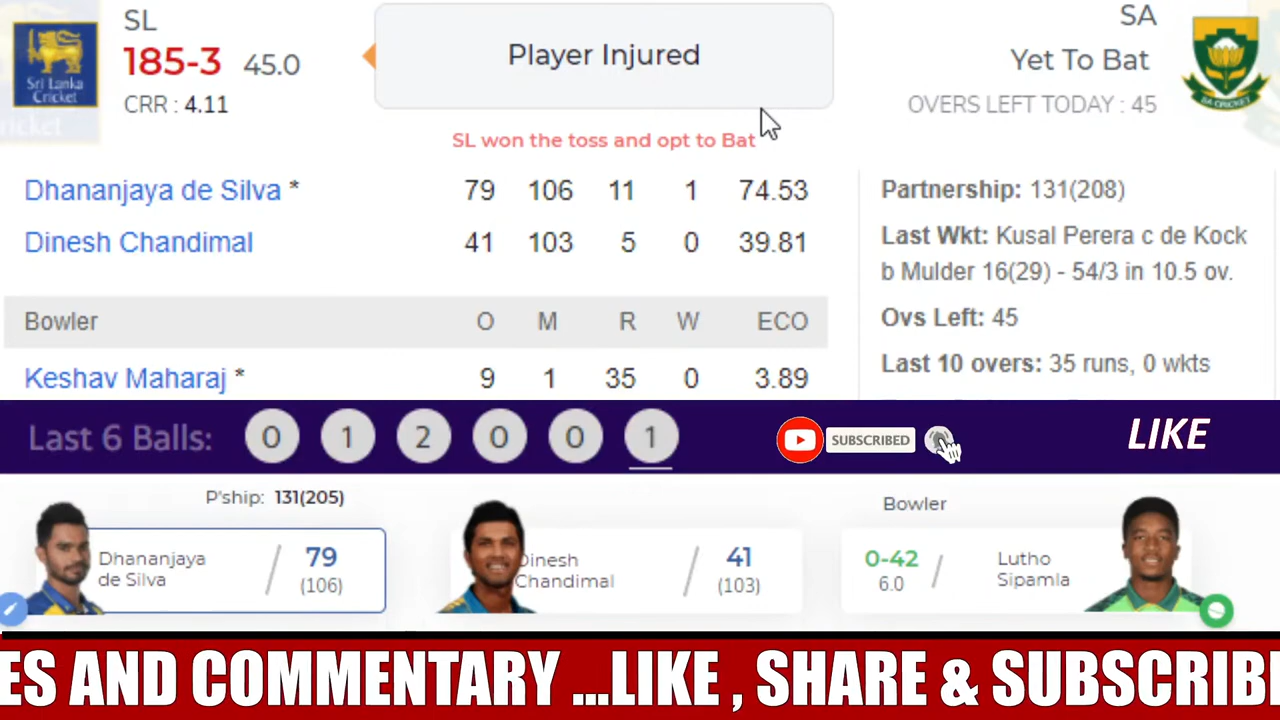 SL
185-3 45.0
CRR : 4.11
Sri Lanka
Cricket
Player Injured
SL won the toss and opt to Bat
SA
Yet To Bat
OVERS LEFT TODAY : 45
SA CRICKET
Dhananjaya de Silva * 79 106 11 1 74.53
Dinesh Chandimal 41 103 5 0 39.81
Bowler O M R W ECO
Keshav Maharaj * 9 1 35 0 3.89
Partnership: 131(208)
Last Wkt: Kusal Perera c de Kock
b Mulder 16(29) - 54/3 in 10.5 ov.
Ovs Left: 45
Last 10 overs: 35 runs, 0 wkts
Last 6 Balls: 0 1 2 0 0 1
SUBSCRIBED
LIKE
P'ship: 131(205)
Dhananjaya
de Silva
79
(106)
Dinesh
Chandimal
41
(103)
Bowler
0-42
6.0
Lutho
Sipamla
ES AND COMMENTARY ...LIKE , SHARE & SUBSCRIB